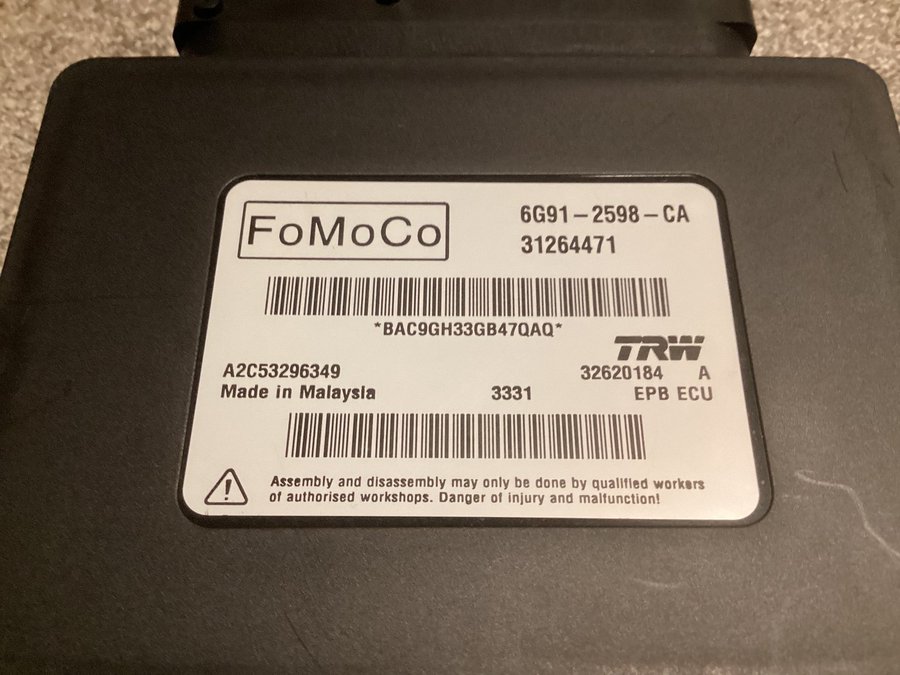 FoMoCo
6G91-2598-CA
31264471
*BAC9GH33GB47QAQ*
TRW
A2C53296349
32620184 A
Made in Malaysia
3331
EPB ECU
Assembly and disassembly may only be done by qualified workers
of authorised workshops. Danger of injury and malfunction!